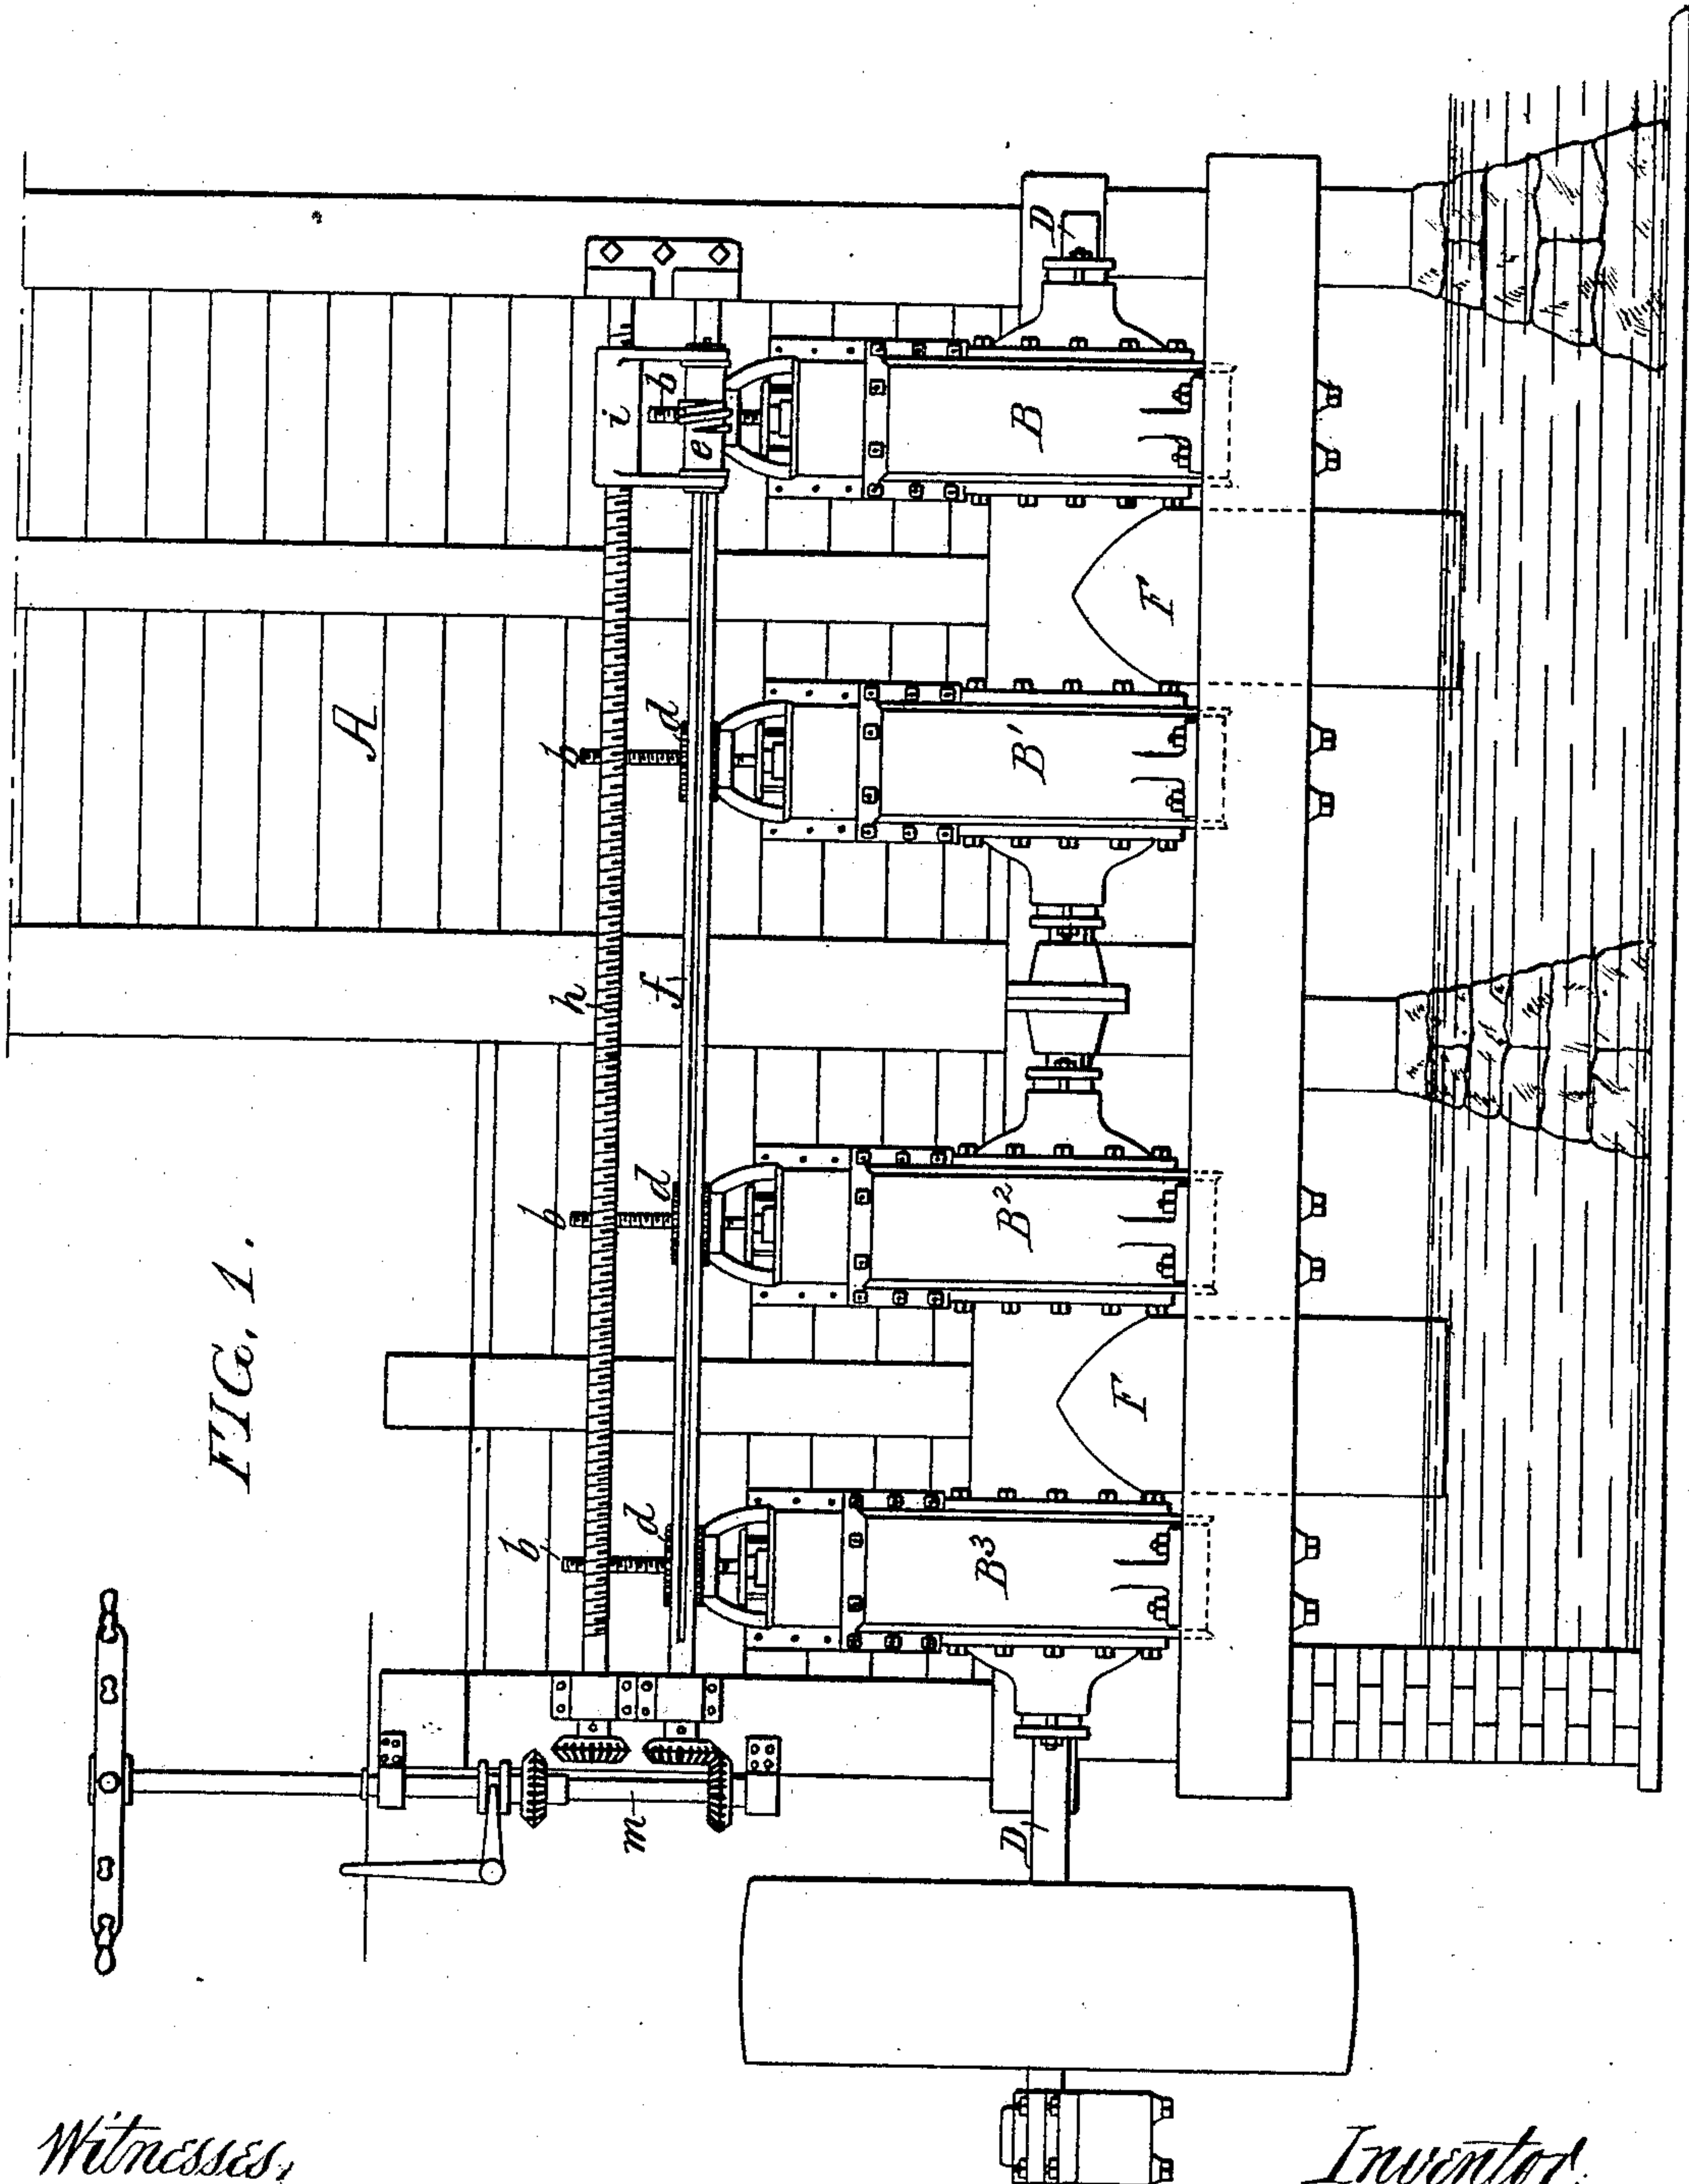 FIG. 1.
A
h
f
i
b
e
b
d
b
d
b
d
m
B
B'
B²
B³
F
F
D
D
Witnesses,
Inventor.